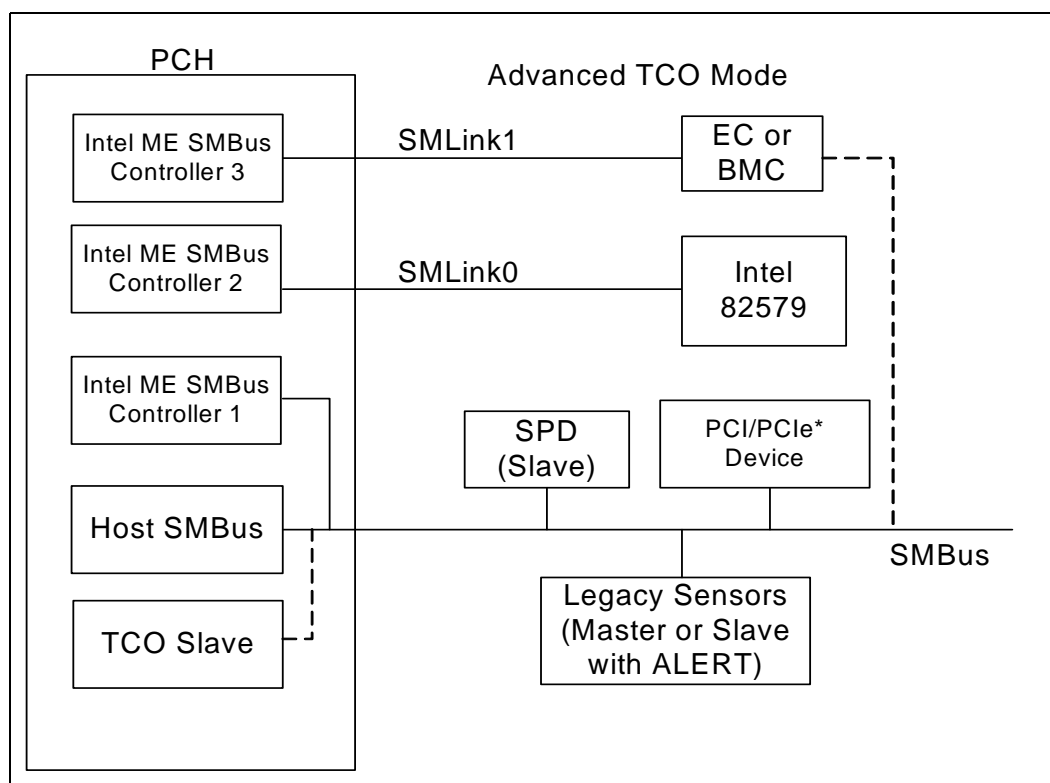 PCH
Advanced TCO Mode
Intel ME SMBus
Controller 3
SMLink1
EC or
BMC
Intel ME SMBus
Controller 2
SMLink0
Intel
82579
Intel ME SMBus
Controller 1
SPD
(Slave)
PCI/PCIe*
Device
Host SMBus
SMBus
TCO Slave
Legacy Sensors
(Master or Slave
with ALERT)